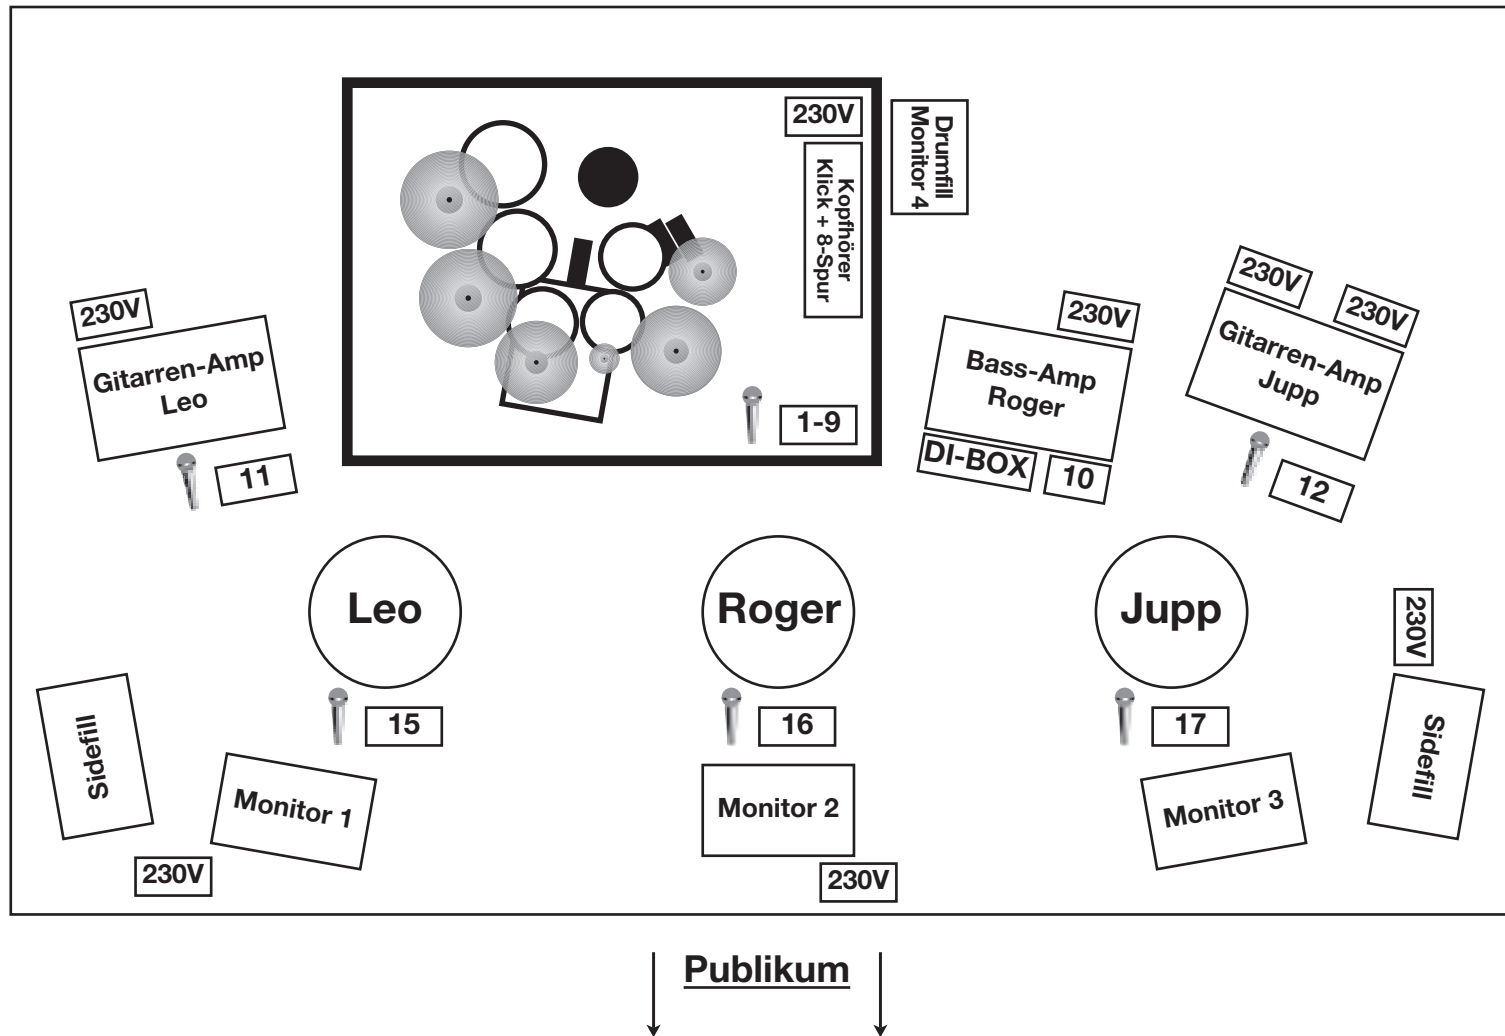 230V
Drumfill
Monitor 4
Kopfhörer
Klick + 8-Spur
230V
Gitarren-Amp
Leo
11
1-9
230V
Bass-Amp
Roger
DI-BOX
10
230V
230V
Gitarren-Amp
Jupp
12
Leo
Roger
Jupp
230V
15
16
17
Sidefill
Monitor 1
Monitor 2
Monitor 3
Sidefill
230V
230V
Publikum